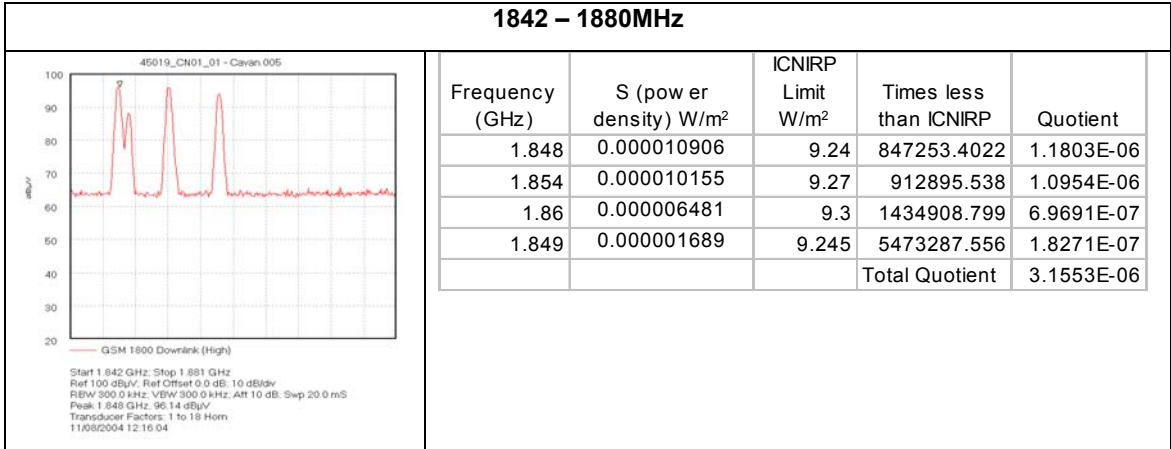 1842 – 1880MHz
45019_CN01_01 - Cavan.005
100
90
80
70
60
50
40
30
20
dBµV
GSM 1800 Downlink (High)
Start 1.842 GHz; Stop 1.881 GHz
Ref 100 dBµV; Ref Offset 0.0 dB; 10 dB/div
RBW 300.0 kHz; VBW 300.0 kHz; Att 10 dB; Swp 20.0 mS
Peak 1.848 GHz, 96.14 dBµV
Transducer Factors: 1 to 18 Horn
11/08/2004 12:16:04
Frequency (GHz) S (pow er density) W/m² ICNIRP Limit W/m² Times less than ICNIRP Quotient
1.848 0.000010906 9.24 847253.4022 1.1803E-06
1.854 0.000010155 9.27 912895.538 1.0954E-06
1.86 0.000006481 9.3 1434908.799 6.9691E-07
1.849 0.000001689 9.245 5473287.556 1.8271E-07
Total Quotient 3.1553E-06